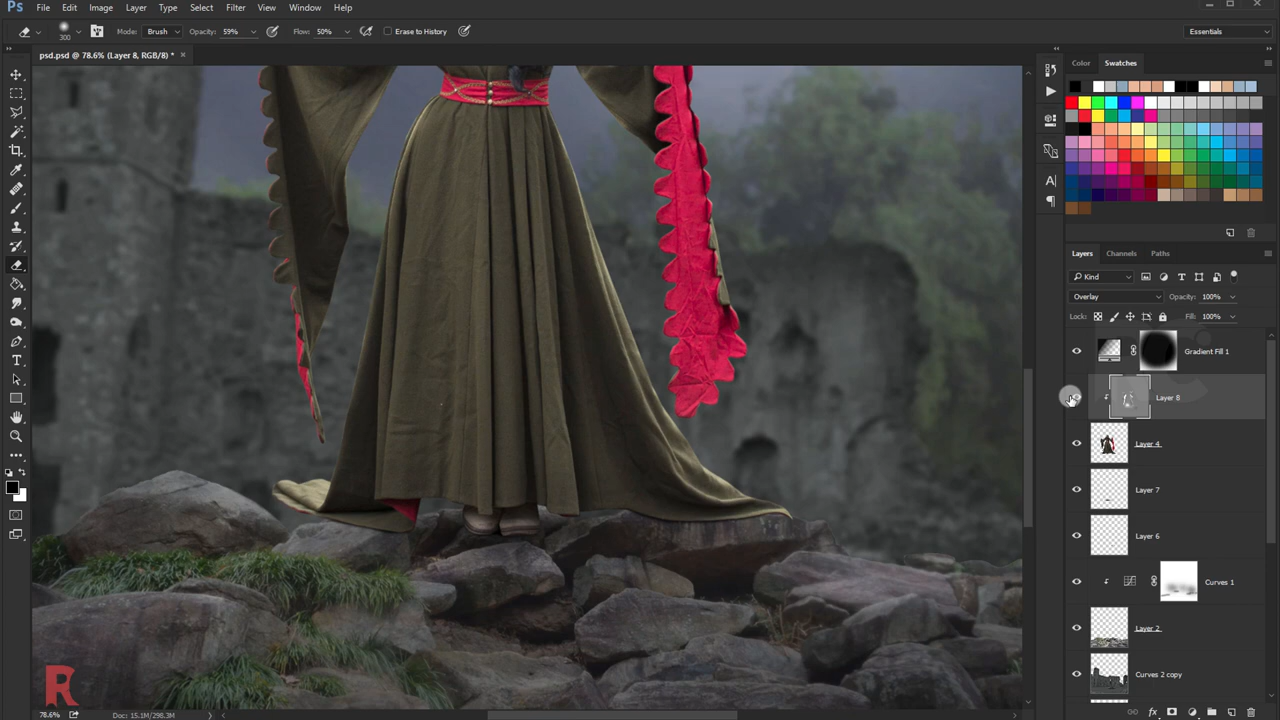 Ps File Edit Image Layer Type Select Filter View Window Help
300 Mode: Brush Opacity: 59% Flow: 50% Erase to History Essentials
psd.psd @ 78.6% (Layer 8, RGB/8) * ×
Color Swatches
Layers Channels Paths
Kind
Overlay Opacity: 100%
Lock: Fill: 100%
Gradient Fill 1
Layer 8
Layer 4
Layer 7
Layer 6
Curves 1
Layer 2
Curves 2 copy
R
78.6% Doc: 15.1M/298.3M